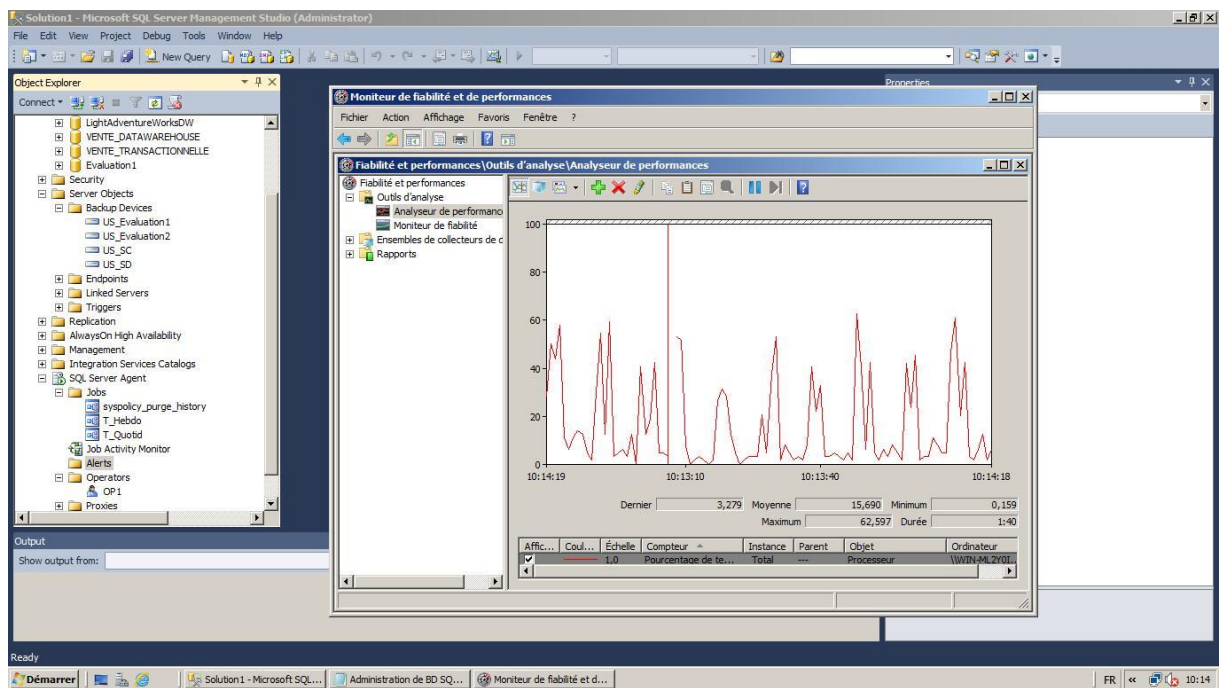 Solution1 - Microsoft SQL Server Management Studio (Administrator)
File Edit View Project Debug Tools Window Help
New Query
Object Explorer
Connect
LightAdventureWorksDW
VENTE_DATAWAREHOUSE
VENTE_TRANSACTIONNELLE
Evaluation1
Security
Server Objects
Backup Devices
US_Evaluation1
US_Evaluation2
US_SC
US_SD
Endpoints
Linked Servers
Triggers
Replication
AlwaysOn High Availability
Management
Integration Services Catalogs
SQL Server Agent
Jobs
syspolicy_purge_history
T_Hebdo
T_Quotid
Job Activity Monitor
Alerts
Operators
OP1
Proxies
Output
Show output from:
Properties
Moniteur de fiabilité et de performances
Fichier Action Affichage Favoris Fenêtre ?
Fiabilité et performances\Outils d'analyse\Analyseur de performances
Fiabilité et performances
Outils d'analyse
Analyseur de performanc
Moniteur de fiabilité
Ensembles de collecteurs de c
Rapports
100
80
60
40
20
0
10:14:19 10:13:10 10:13:40 10:14:18
Dernier 3,279 Moyenne 15,690 Minimum 0,159
Maximum 62,597 Durée 1:40
Affic... Coul... Échelle Compteur Instance Parent Objet Ordinateur
1,0 Pourcentage de te... _Total --- Processeur \\WIN-ML2Y0I...
Ready
Démarrer Solution1 - Microsoft SQL... Administration de BD SQ... Moniteur de fiabilité et d... FR « 10:14